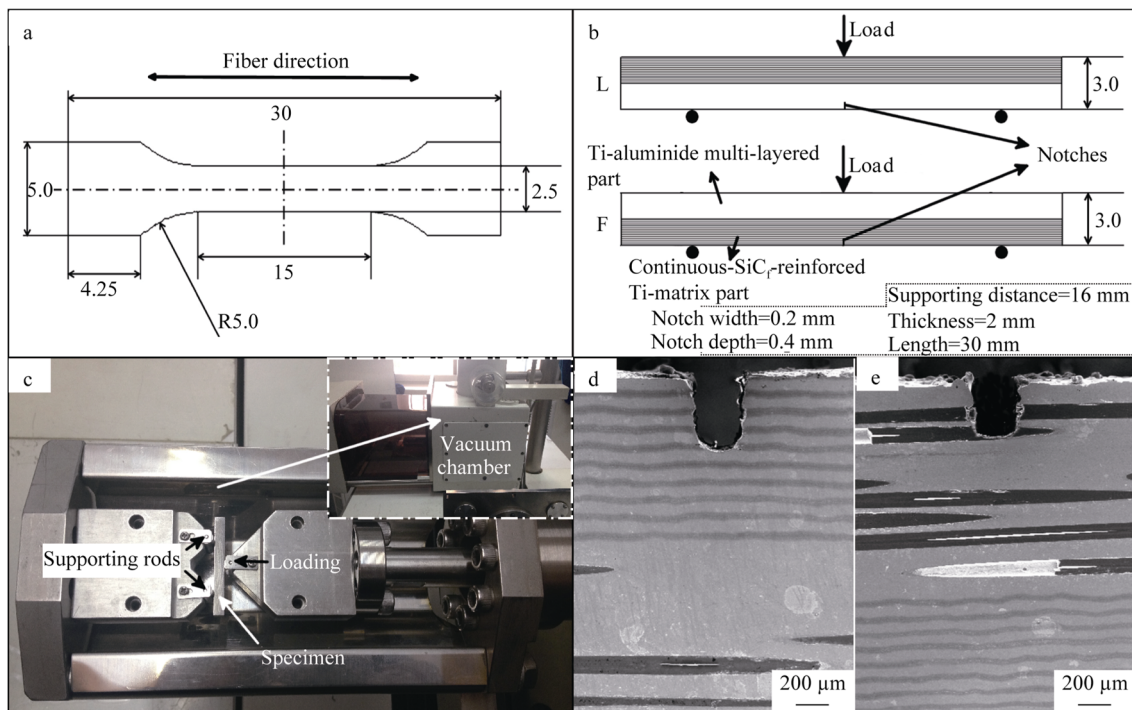 a
Fiber direction
30
5.0
2.5
15
4.25
R5.0
b
Load
L
3.0
Ti-aluminide multi-layered
part
Load
Notches
F
3.0
Continuous-SiCf-reinforced
Ti-matrix part
Supporting distance=16 mm
Notch width=0.2 mm
Thickness=2 mm
Notch depth=0.4 mm
Length=30 mm
c
Vacuum
chamber
Supporting rods
Loading
Specimen
d
200 µm
e
200 µm